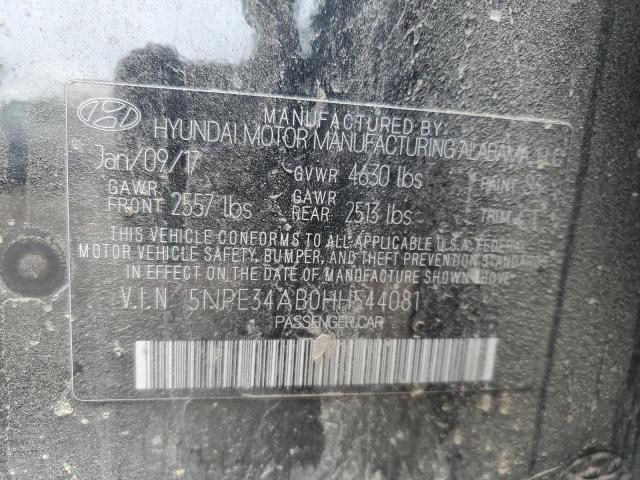 MANUFACTURED BY
HYUNDAI MOTOR MANUFACTURING ALABAMA, LLC
Jan/09/17 GVWR 4630 lbs PAINT
GAWR FRONT 2557 lbs GAWR REAR 2513 lbs TRIM
THIS VEHICLE CONFORMS TO ALL APPLICABLE U.S.A. FEDERAL
MOTOR VEHICLE SAFETY, BUMPER, AND THEFT PREVENTION STANDARDS
IN EFFECT ON THE DATE OF MANUFACTURE SHOWN ABOVE
V.I.N 5NPE34AB0HH544081
PASSENGER CAR